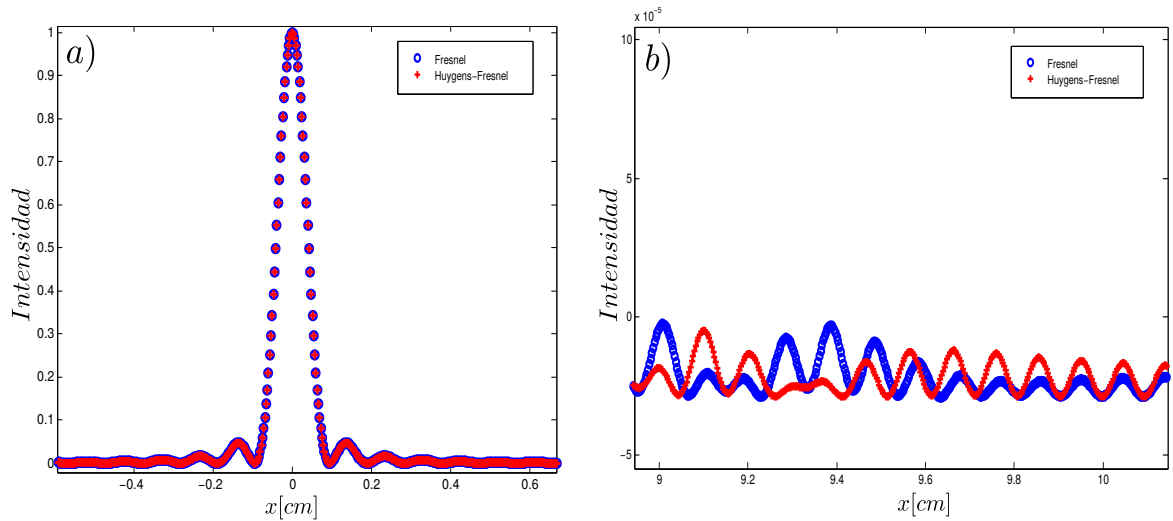 a)
Fresnel
Huygens−Fresnel
1
0.9
0.8
0.7
0.6
0.5
0.4
0.3
0.2
0.1
0
−0.4
−0.2
0
0.2
0.4
0.6
Intensidad
x[cm]
x 10⁻⁵
b)
Fresnel
Huygens−Fresnel
10
5
0
−5
9
9.2
9.4
9.6
9.8
10
Intensidad
x[cm]